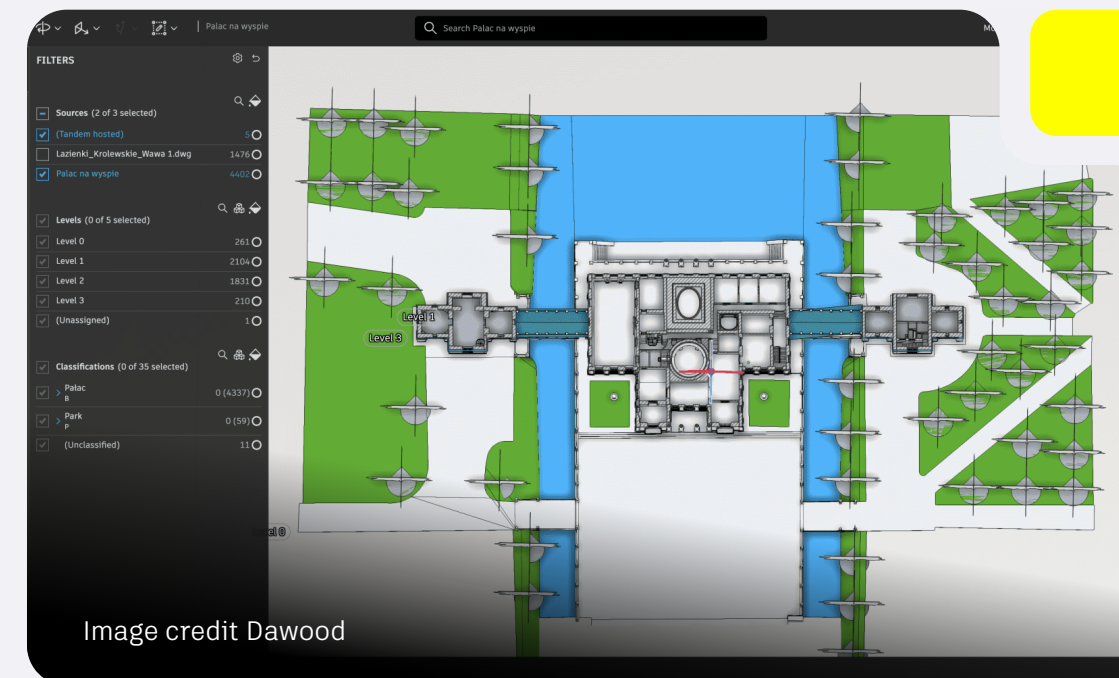 Palac na wyspie
Search Palac na wyspie
FILTERS
Sources (2 of 3 selected)
(Tandem hosted) 5
Lazienki_Krolewskie_Wawa 1.dwg 1476
Palac na wyspie 4402
Levels (0 of 5 selected)
Level 0 261
Level 1 2104
Level 2 1831
Level 3 210
(Unassigned) 1
Classifications (0 of 35 selected)
Pałac 0 (4337)
B
Park 0 (59)
P
(Unclassified) 11
Level 1
Level 3
Image credit Dawood